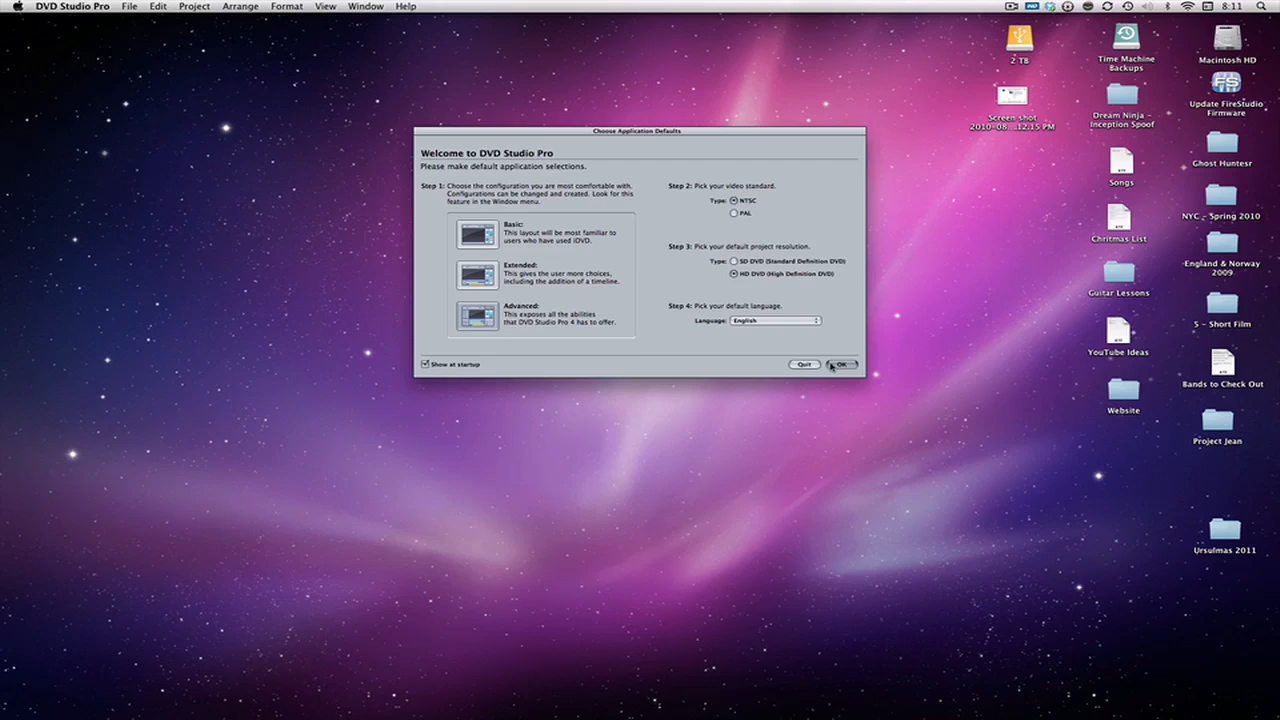 DVD Studio Pro File Edit Project Arrange Format View Window Help 8:11
Choose Application Defaults
Welcome to DVD Studio Pro
Please make default application selections.
Step 1: Choose the configuration you are most comfortable with.
Configurations can be changed and created. Look for this
feature in the Window menu.
Basic:
This layout will be most familiar to
users who have used iDVD.
Extended:
This gives the user more choices,
including the addition of a timeline.
Advanced:
This exposes all the abilities
that DVD Studio Pro 4 has to offer.
Step 2: Pick your video standard.
Type: NTSC
PAL
Step 3: Pick your default project resolution.
Type: SD DVD (Standard Definition DVD)
HD DVD (High Definition DVD)
Step 4: Pick your default language.
Language: English
Show at startup
Quit
OK
2 TB
Screen shot
2010-08...12.15 PM
Time Machine
Backups
Dream Ninja -
Inception Spoof
Songs
Chritmas List
Guitar Lessons
YouTube Ideas
Website
Macintosh HD
FS
Update FireStudio
Firmware
Ghost Huntesr
NYC - Spring 2010
England & Norway
2009
S - Short Film
Bands to Check Out
Project Jean
Ursulmas 2011